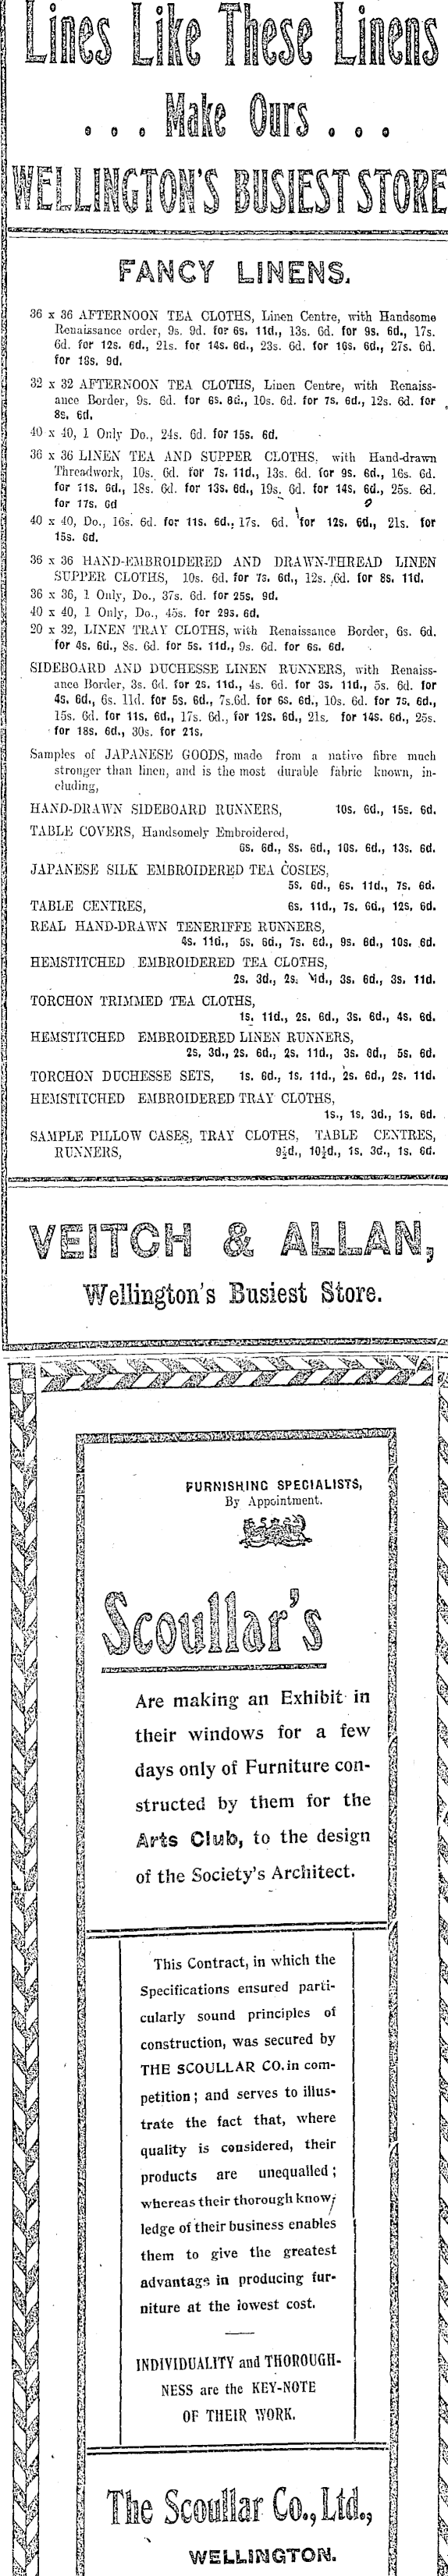 Lines Like These Linens
. . . Make Ours . . .
WELLINGTON'S BUSIEST STORE
FANCY LINENS.
36 x 36 AFTERNOON TEA CLOTHS, Linen Centre, with Handsome
Renaissance order, 9s. 9d. for 6s. 11d., 13s. 6d. for 9s. 6d., 17s.
6d. for 12s. 6d., 21s. for 14s. 6d., 23s. 6d. for 16s. 6d., 27s. 6d.
for 18s. 9d.
32 x 32 AFTERNOON TEA CLOTHS, Linen Centre, with Renaiss-
ance Border, 9s. 6d. for 6s. 6d., 10s. 6d. for 7s. 6d., 12s. 6d. for
8s. 6d.
40 x 40, 1 Only Do., 24s. 6d. for 15s. 6d.
36 x 36 LINEN TEA AND SUPPER CLOTHS, with Hand-drawn
Threadwork, 10s. 6d. for 7s. 11d., 13s. 6d. for 9s. 6d., 16s. 6d.
for 11s. 6d., 18s. 6d. for 13s. 6d., 19s. 6d. for 14s. 6d., 25s. 6d.
for 17s. 6d
40 x 40, Do., 16s. 6d. for 11s. 6d., 17s. 6d. for 12s. 6d., 21s. for
15s. 6d.
36 x 36 HAND-EMBROIDERED AND DRAWN-THREAD LINEN
SUPPER CLOTHS, 10s. 6d. for 7s. 6d., 12s. 6d. for 8s. 11d.
36 x 36, 1 Only, Do., 37s. 6d. for 25s. 9d.
40 x 40, 1 Only, Do., 45s. for 29s. 6d.
20 x 32, LINEN TRAY CLOTHS, with Renaissance Border, 6s. 6d.
for 4s. 6d., 8s. 6d. for 5s. 11d., 9s. 6d. for 6s. 6d.
SIDEBOARD AND DUCHESSE LINEN RUNNERS, with Renaiss-
ance Border, 3s. 6d. for 2s. 11d., 4s. 6d. for 3s. 11d., 5s. 6d. for
4s. 6d., 6s. 11d. for 5s. 6d., 7s.6d. for 6s. 6d., 10s. 6d. for 7s. 6d.,
15s. 6d. for 11s. 6d., 17s. 6d., for 12s. 6d., 21s. for 14s. 6d., 25s.
for 18s. 6d., 30s. for 21s.
Samples of JAPANESE GOODS, made from a native fibre much
stronger than linen, and is the most durable fabric known, in-
cluding,
HAND-DRAWN SIDEBOARD RUNNERS, 10s. 6d., 15s. 6d.
TABLE COVERS, Handsomely Embroidered,
6s. 6d., 8s. 6d., 10s. 6d., 13s. 6d.
JAPANESE SILK EMBROIDERED TEA COSIES,
5s. 6d., 6s. 11d., 7s. 6d.
TABLE CENTRES, 6s. 11d., 7s. 6d., 12s. 6d.
REAL HAND-DRAWN TENERIFFE RUNNERS,
4s. 11d., 5s. 6d., 7s. 6d., 9s. 6d., 10s. 6d.
HEMSTITCHED EMBROIDERED TEA CLOTHS,
2s. 3d., 2s. 3s. 6d., 3s. 11d.
TORCHON TRIMMED TEA CLOTHS,
1s. 11d., 2s. 6d., 3s. 6d., 4s. 6d.
HEMSTITCHED EMBROIDERED LINEN RUNNERS,
2s. 3d., 2s. 6d., 2s. 11d., 3s. 6d., 5s. 6d.
TORCHON DUCHESSE SETS, 1s. 6d., 1s. 11d., 2s. 6d., 2s. 11d.
HEMSTITCHED EMBROIDERED TRAY CLOTHS,
1s., 1s. 3d., 1s. 6d.
SAMPLE PILLOW CASES, TRAY CLOTHS, TABLE CENTRES,
RUNNERS, 9½d., 10½d., 1s. 3d., 1s. 6d.
VEITCH & ALLAN,
Wellington's Busiest Store.
FURNISHING SPECIALISTS,
By Appointment.
Scoullar's
Are making an Exhibit in
their windows for a few
days only of Furniture con-
structed by them for the
Arts Club, to the design
of the Society's Architect.
This Contract, in which the
Specifications ensured parti-
cularly sound principles of
construction, was secured by
THE SCOULLAR CO. in com-
petition; and serves to illus-
trate the fact that, where
quality is considered, their
products are unequalled;
whereas their thorough know-
ledge of their business enables
them to give the greatest
advantage in producing fur-
niture at the lowest cost.
INDIVIDUALITY and THOROUGH-
NESS are the KEY-NOTE
OF THEIR WORK.
The Scoullar Co., Ltd.,
WELLINGTON.